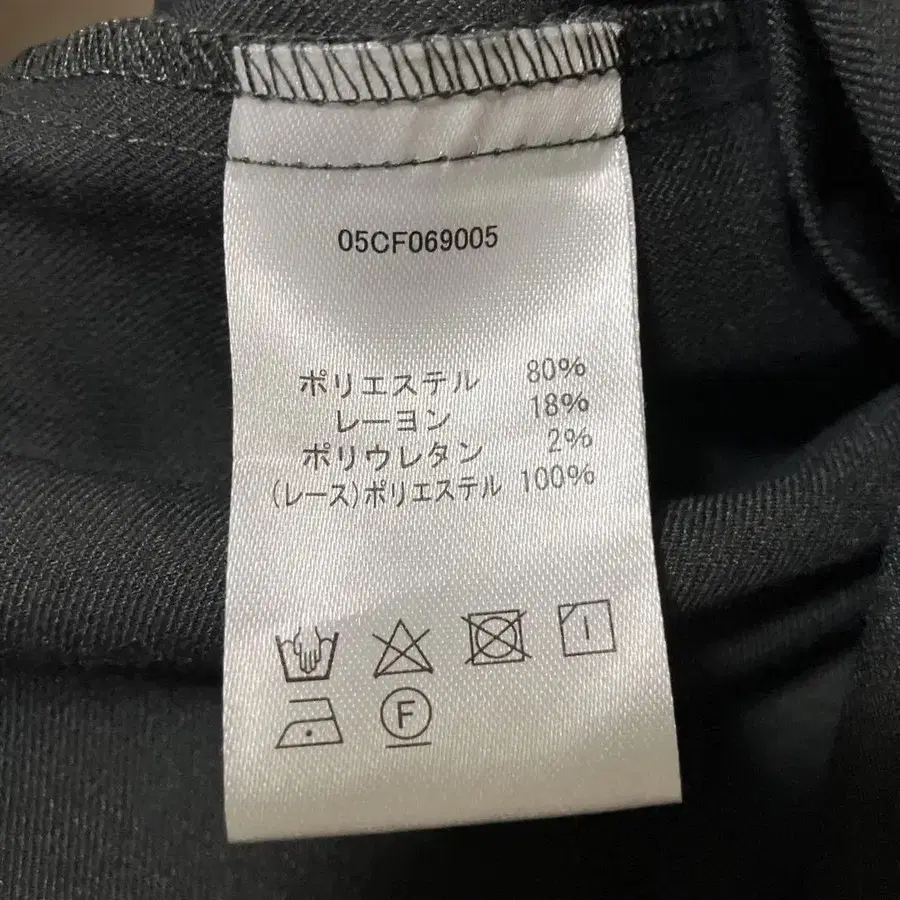 05CF069005
ポリエステル 80%
レーヨン 18%
ポリウレタン 2%
(レース)ポリエステル 100%
F